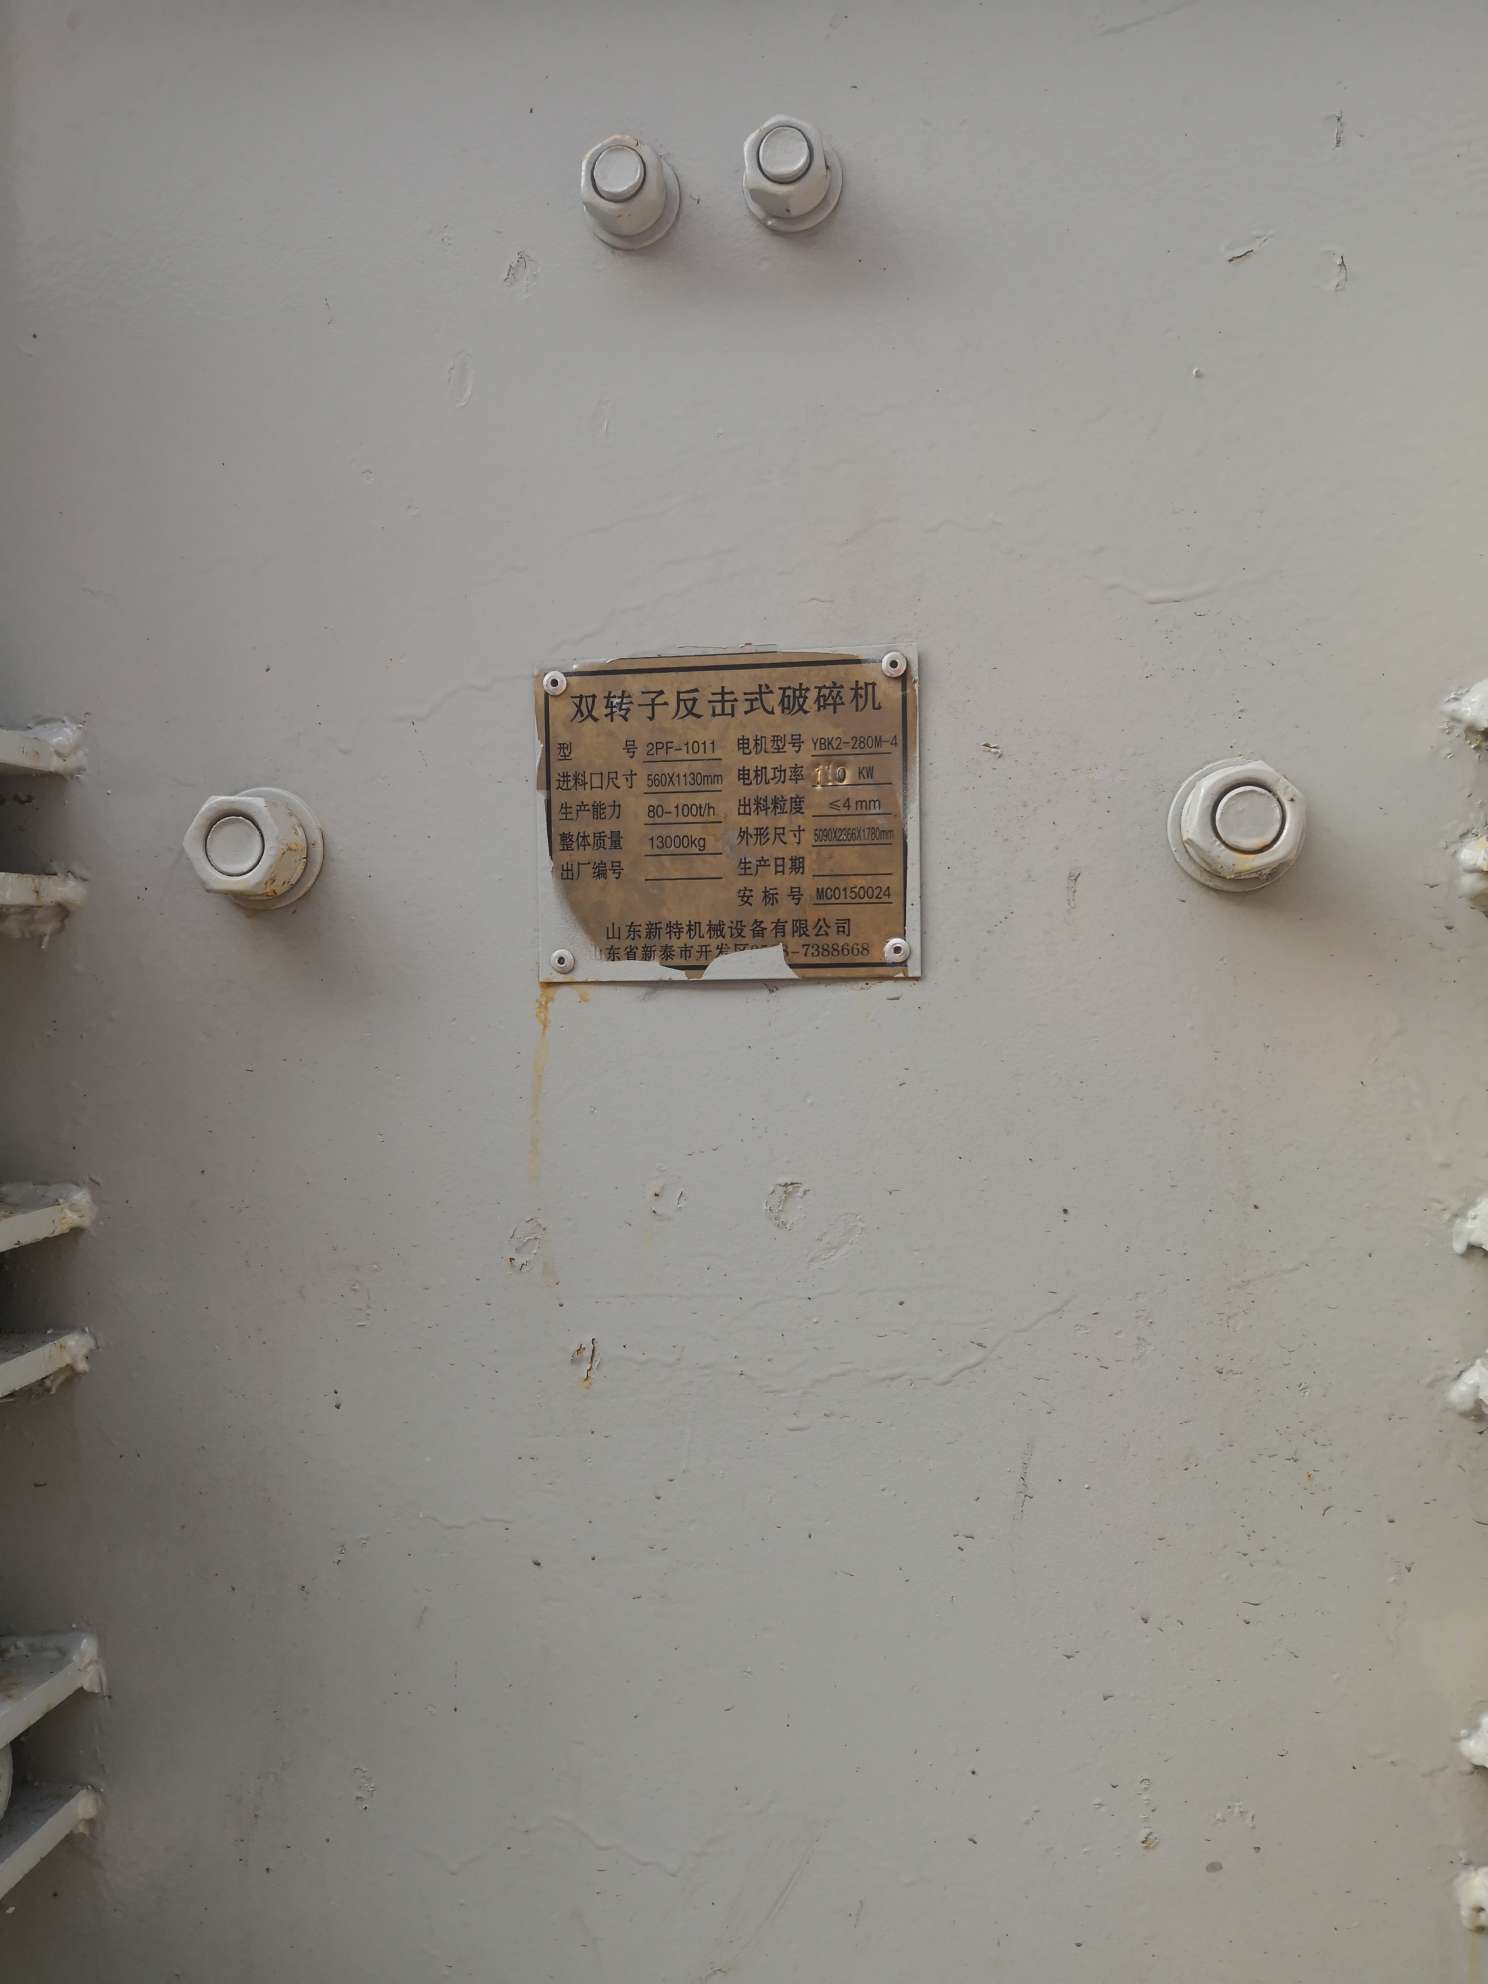 双转子反击式破碎机
型 号 2PF-1011 电机型号 YBK2-280M-4
进料口尺寸 560X1130mm 电机功率 110 KW
生产能力 80-100t/h 出料粒度 ≤4mm
整体质量 13000kg 外形尺寸 5090X2366X1780mm
出厂编号 生产日期
安标号 MC0150024
山东新特机械设备有限公司
东省新泰市开发区 -7388668